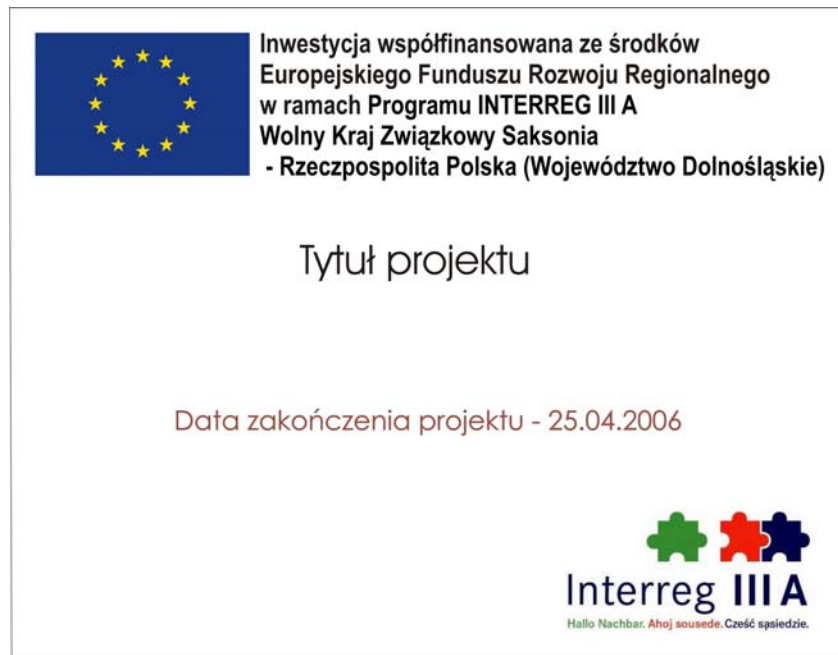 Inwestycja współfinansowana ze środków
Europejskiego Funduszu Rozwoju Regionalnego
w ramach Programu INTERREG III A
Wolny Kraj Związkowy Saksonia
- Rzeczpospolita Polska (Województwo Dolnośląskie)
Tytuł projektu
Data zakończenia projektu - 25.04.2006
Interreg III A
Hallo Nachbar. Ahoj sousede. Cześć sąsiedzie.